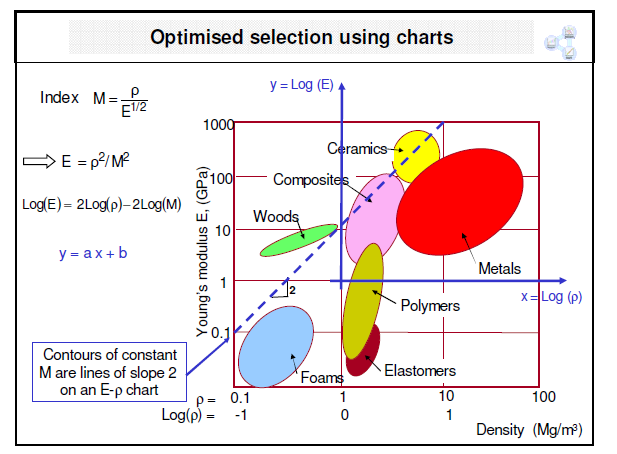 Optimised selection using charts
Index M = ρ / E^1/2
y = Log (E)
1000
Ceramics
⇒ E = ρ²/M²
100
Composites
Log(E) = 2Log(ρ) – 2Log(M)
Woods
10
y = a x + b
Young's modulus E, (GPa)
Metals
1
2
x = Log (ρ)
Polymers
0.1
Contours of constant
M are lines of slope 2
on an E-ρ chart
Foams
Elastomers
ρ = 0.1 1 10 100
Log(ρ) = -1 0 1
Density (Mg/m³)